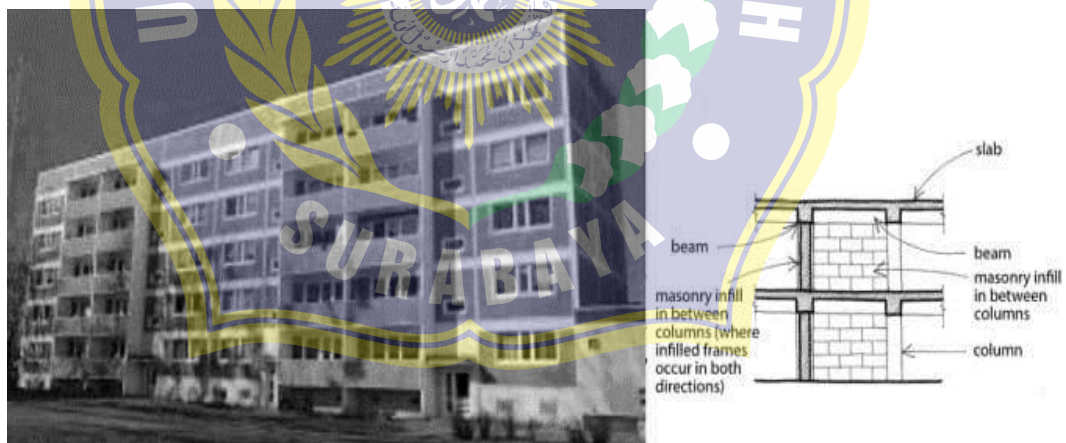 U
H
SURABAYA
slab
beam
beam
masonry infill
in between
columns
masonry infill
in between
columns (where
infilled frames
occur in both
directions)
column